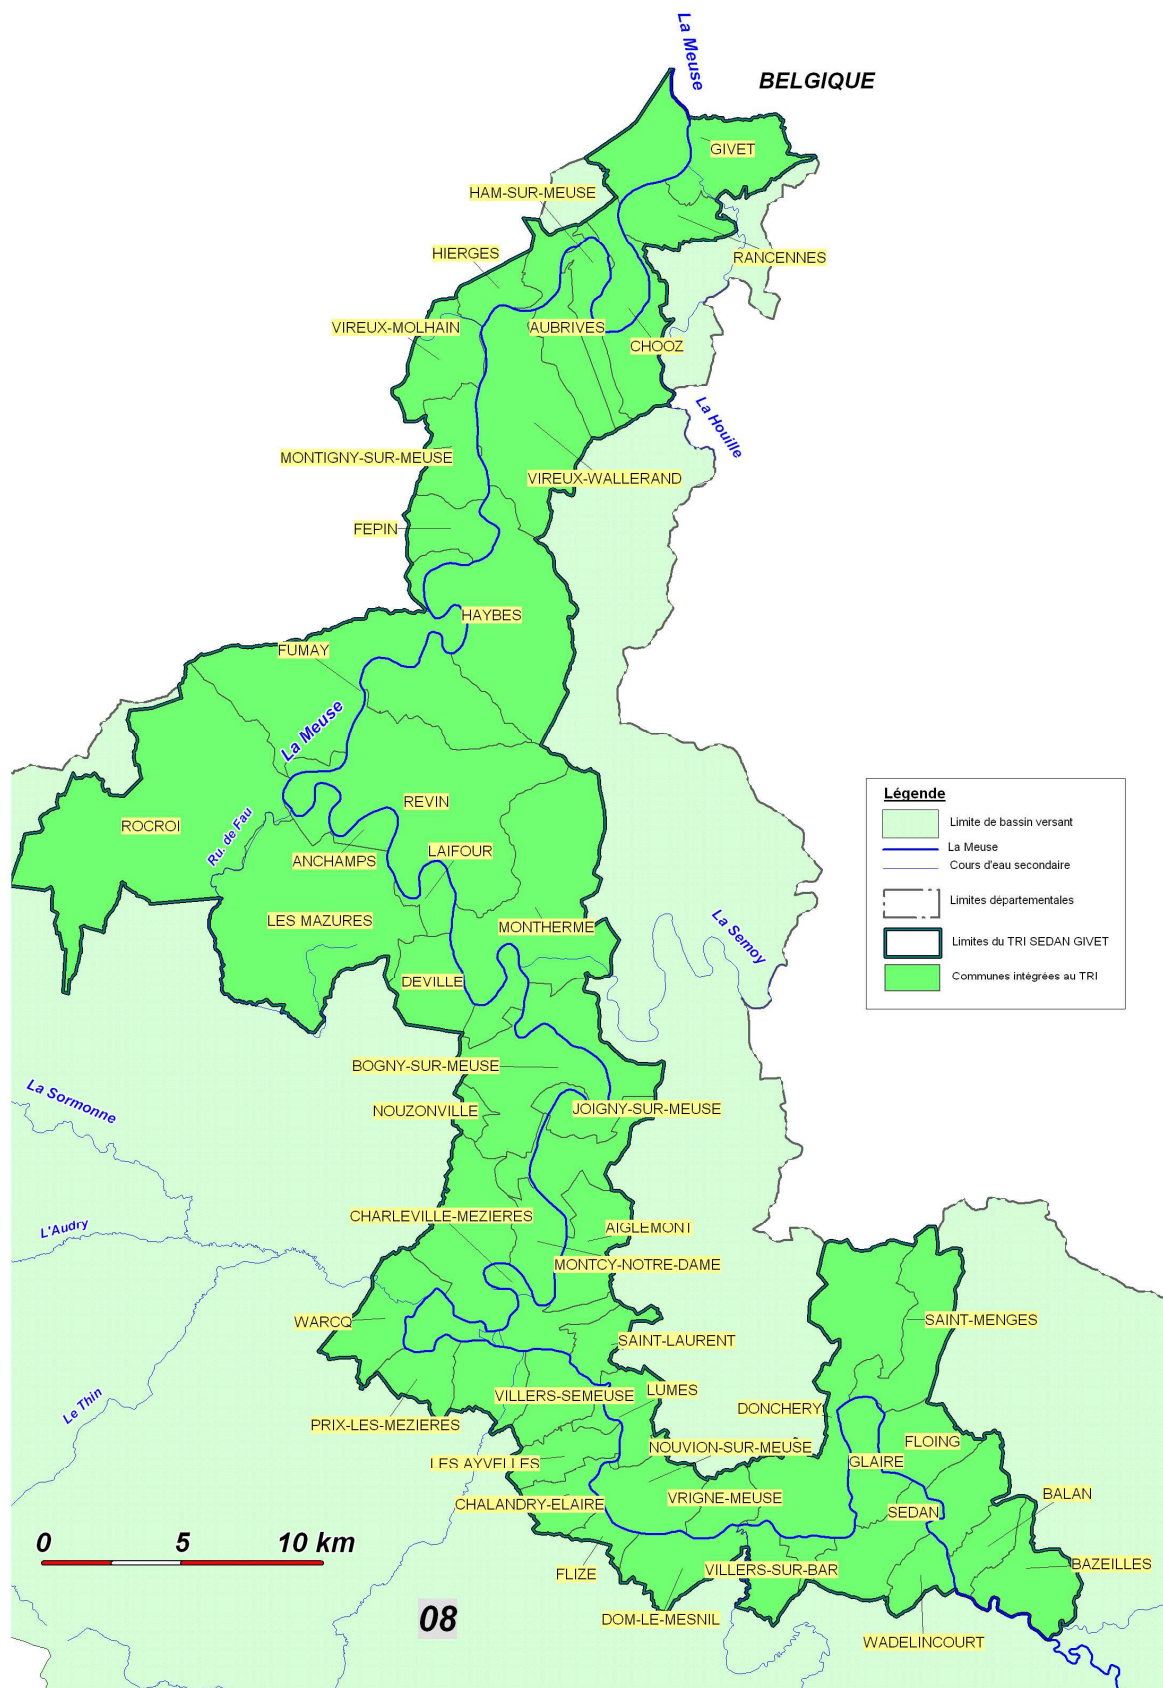 La Meuse
BELGIQUE
GIVET
HAM-SUR-MEUSE
HIERGES
RANCENNES
VIREUX-MOLHAIN
AUBRIVES
CHOOZ
La Houille
MONTIGNY-SUR-MEUSE
VIREUX-WALLERAND
FEPIN
HAYBES
FUMAY
La Meuse
REVIN
ROCROI
Ru. de Fau
ANCHAMPS
LAIFOUR
LES MAZURES
MONTHERME
La Semoy
DEVILLE
Légende
Limite de bassin versant
La Meuse
Cours d'eau secondaire
Limites départementales
Limites du TRI SEDAN GIVET
Communes intégrées au TRI
BOGNY-SUR-MEUSE
La Sormonne
NOUZONVILLE
JOIGNY-SUR-MEUSE
L'Audry
CHARLEVILLE-MEZIERES
AIGLEMONT
MONTCY-NOTRE-DAME
WARCQ
SAINT-LAURENT
SAINT-MENGES
Le Thin
VILLERS-SEMEUSE
LUMES
PRIX-LES-MEZIERES
DONCHERY
FLOING
NOUVION-SUR-MEUSE
LES AYVELLES
GLAIRE
CHALANDRY-ELAIRE
VRIGNE-MEUSE
BALAN
SEDAN
0 5 10 km
FLIZE
VILLERS-SUR-BAR
BAZEILLES
08
DOM-LE-MESNIL
WADELINCOURT